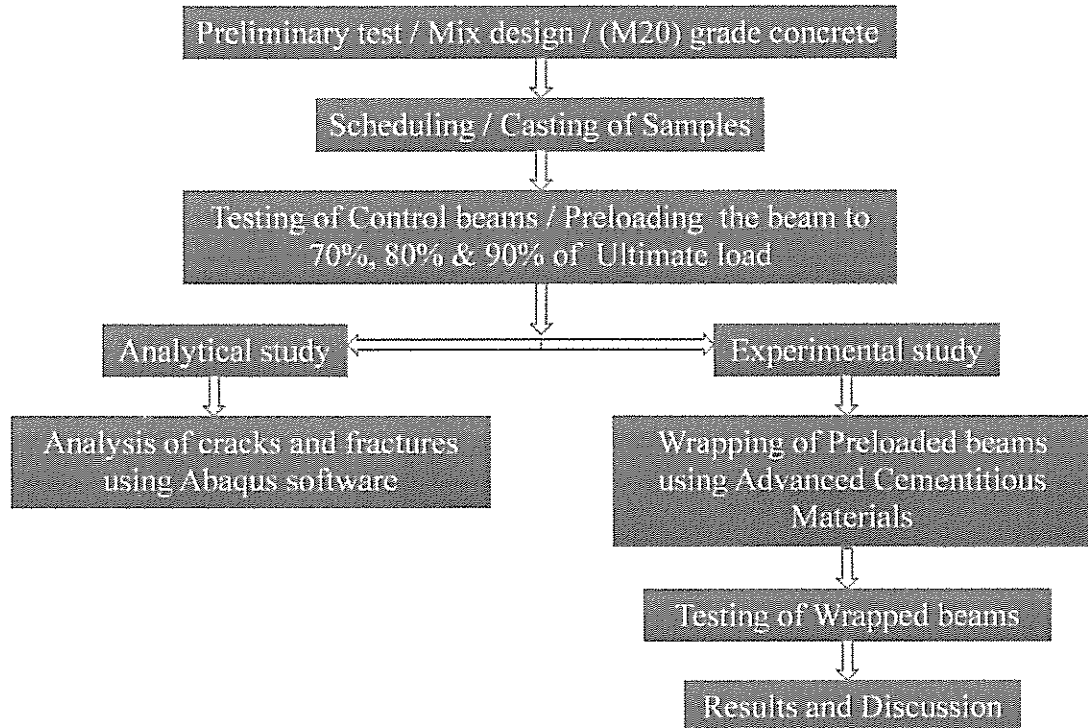 Preliminary test / Mix design / (M20) grade concrete
Scheduling / Casting of Samples
Testing of Control beams / Preloading the beam to
70%, 80% & 90% of Ultimate load
Analytical study
Analysis of cracks and fractures
using Abaqus software
Experimental study
Wrapping of Preloaded beams
using Advanced Cementitious
Materials
Testing of Wrapped beams
Results and Discussion